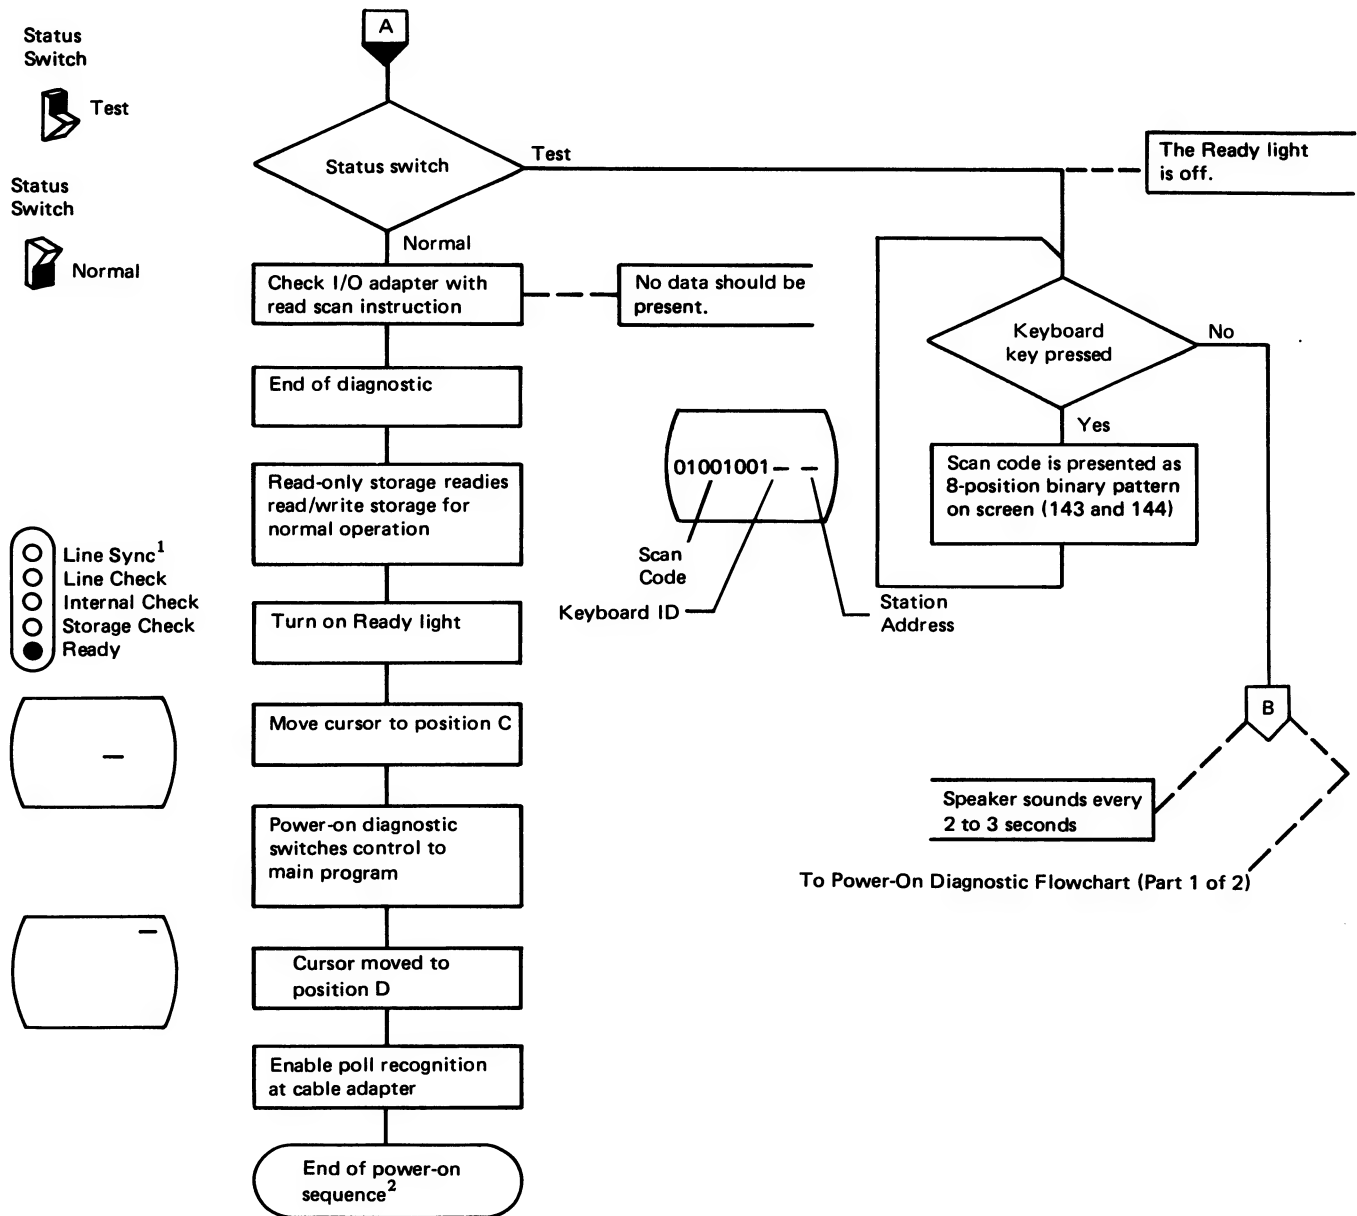 Status
Switch
Test
Status
Switch
Normal
A
Status switch
Test
The Ready light
is off.
Normal
Check I/O adapter with
read scan instruction
No data should be
present.
Keyboard
key pressed
No
Yes
End of diagnostic
Scan code is presented as
8-position binary pattern
on screen (143 and 144)
01001001— —
Scan
Code
Keyboard ID
Station
Address
Read-only storage readies
read/write storage for
normal operation
Line Sync1
Line Check
Internal Check
Storage Check
Ready
Turn on Ready light
Move cursor to position C
B
Speaker sounds every
2 to 3 seconds
To Power-On Diagnostic Flowchart (Part 1 of 2)
Power-on diagnostic
switches control to
main program
Cursor moved to
position D
Enable poll recognition
at cable adapter
End of power-on
sequence2